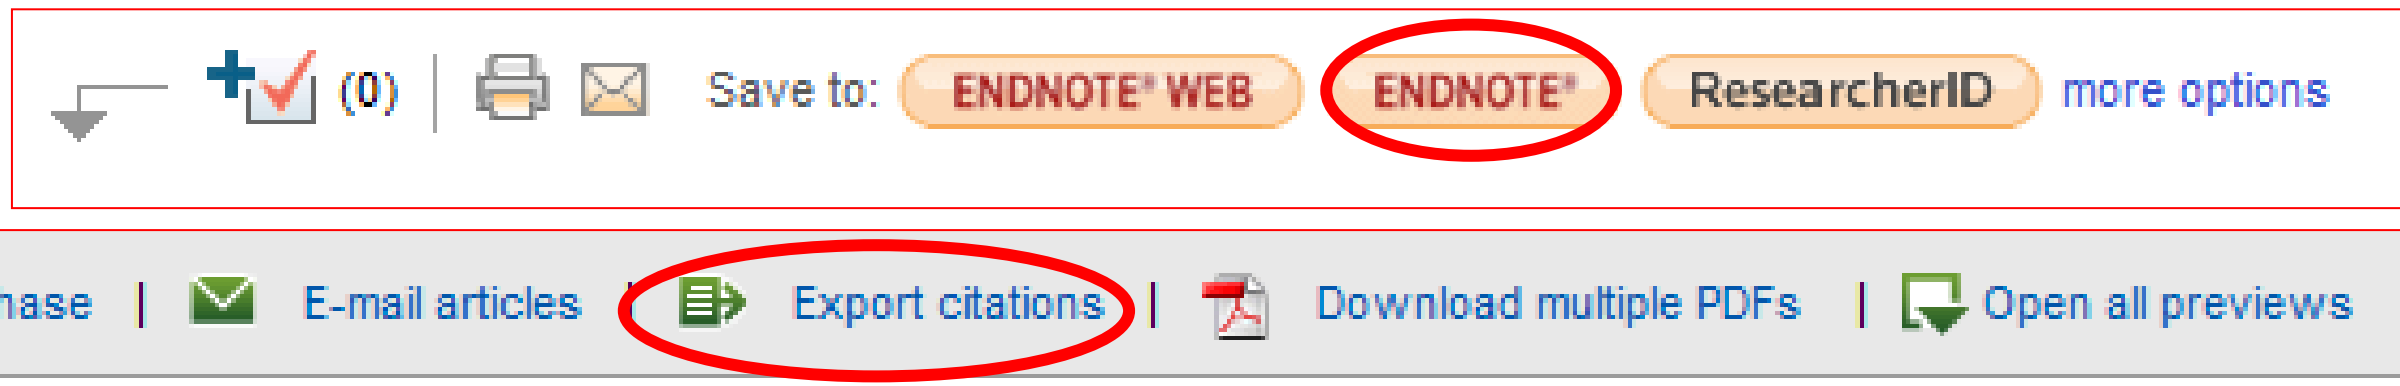 (0) | Save to: ENDNOTE® WEB ENDNOTE® ResearcherID more options
hase | E-mail articles | Export citations | Download multiple PDFs | Open all previews